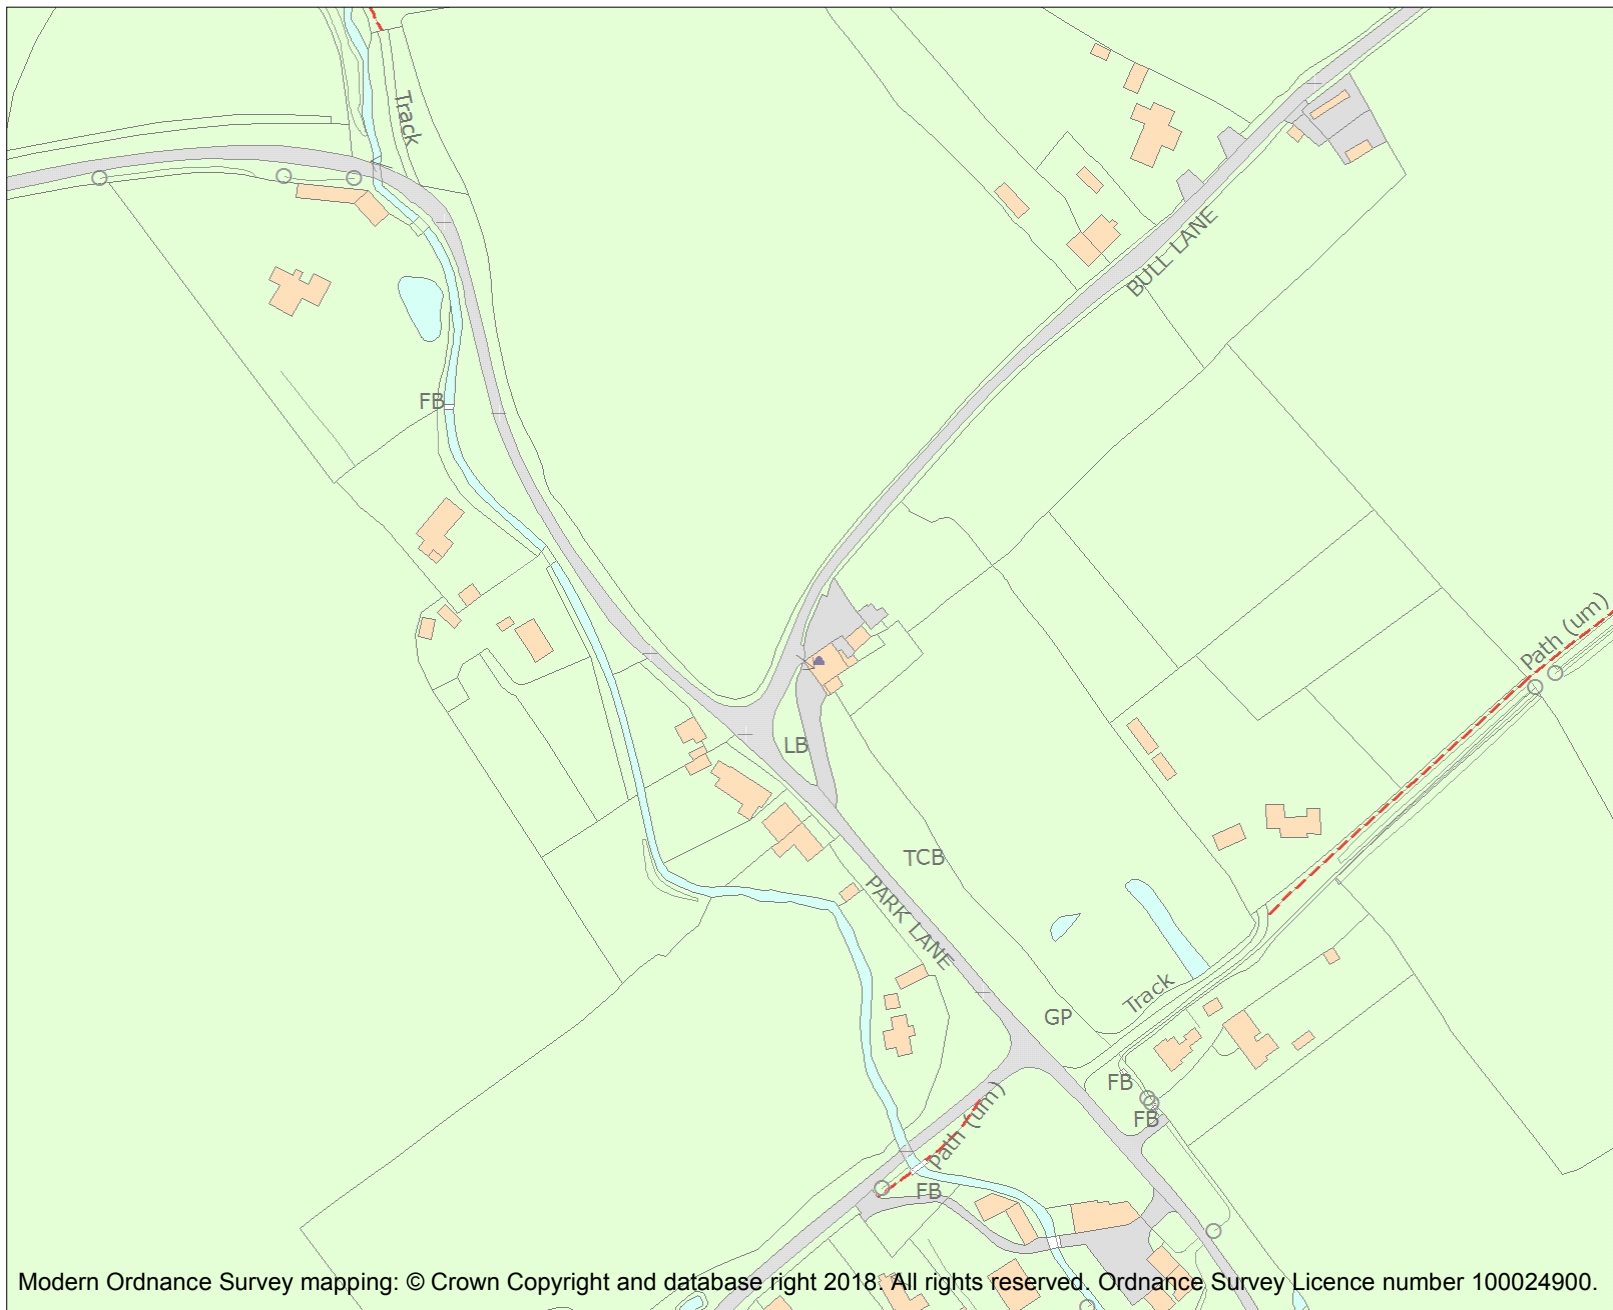 Track
BULL LANE
FB
Path (um)
LB
TCB
PARK LANE
Track
GP
FB
FB
Path (um)
FB
Modern Ordnance Survey mapping: © Crown Copyright and database right 2018. All rights reserved. Ordnance Survey Licence number 100024900.